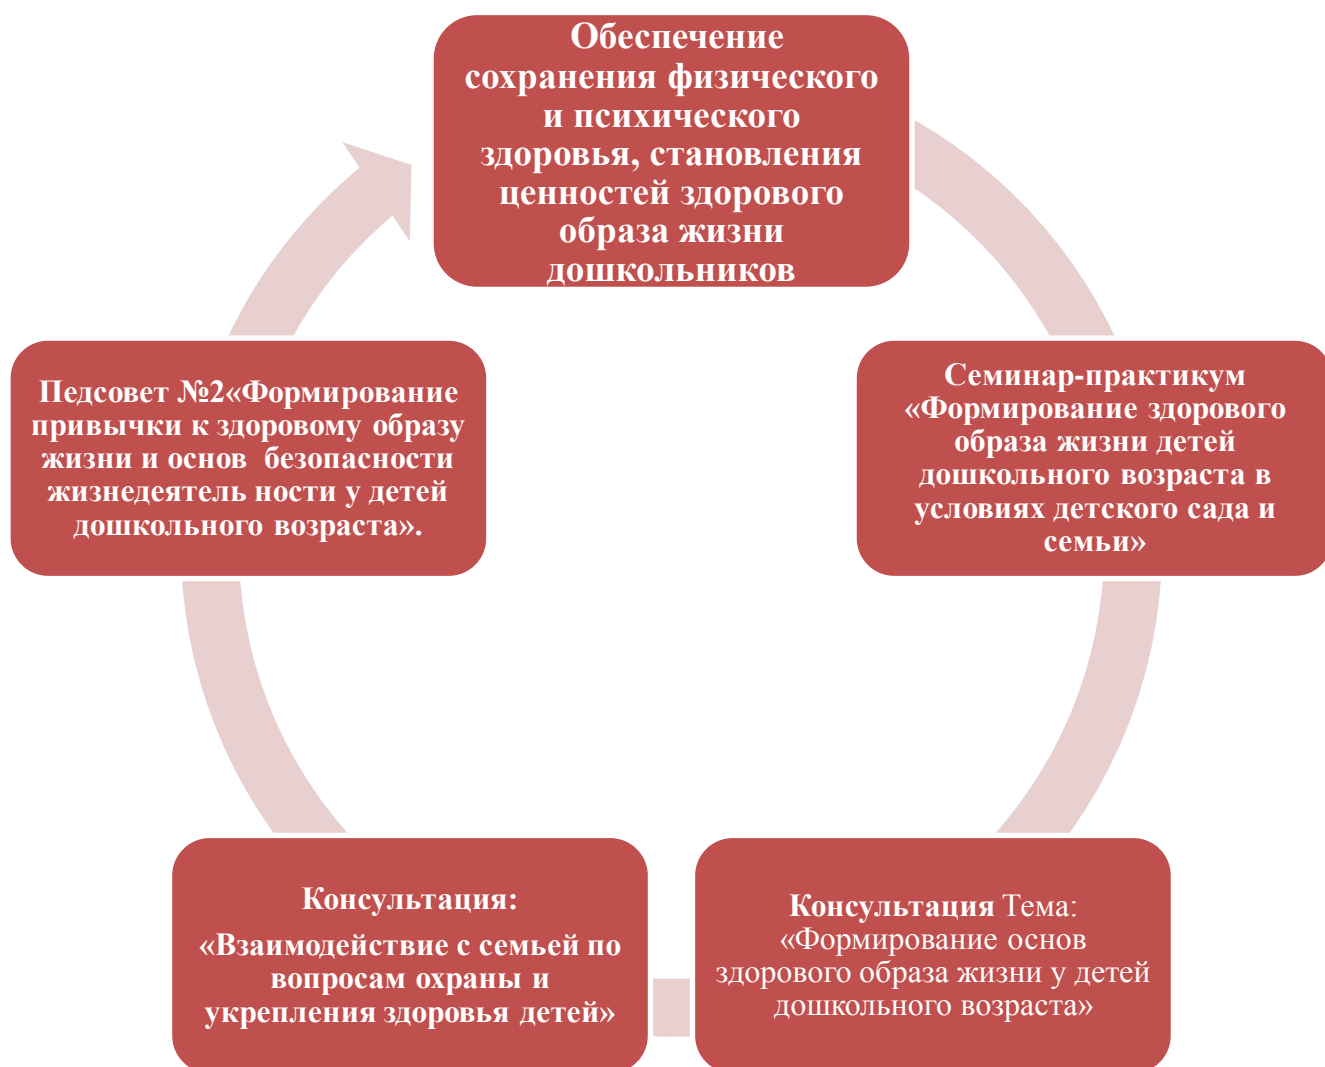 Обеспечение
сохранения физического
и психического
здоровья, становления
ценностей здорового
образа жизни
дошкольников
Семинар-практикум
«Формирование здорового
образа жизни детей
дошкольного возраста в
условиях детского сада и
семьи»
Консультация Тема:
«Формирование основ
здорового образа жизни у детей
дошкольного возраста»
Консультация:
«Взаимодействие с семьей по
вопросам охраны и
укрепления здоровья детей»
Педсовет №2«Формирование
привычки к здоровому образу
жизни и основ  безопасности
жизнедеятель ности у детей
дошкольного возраста».